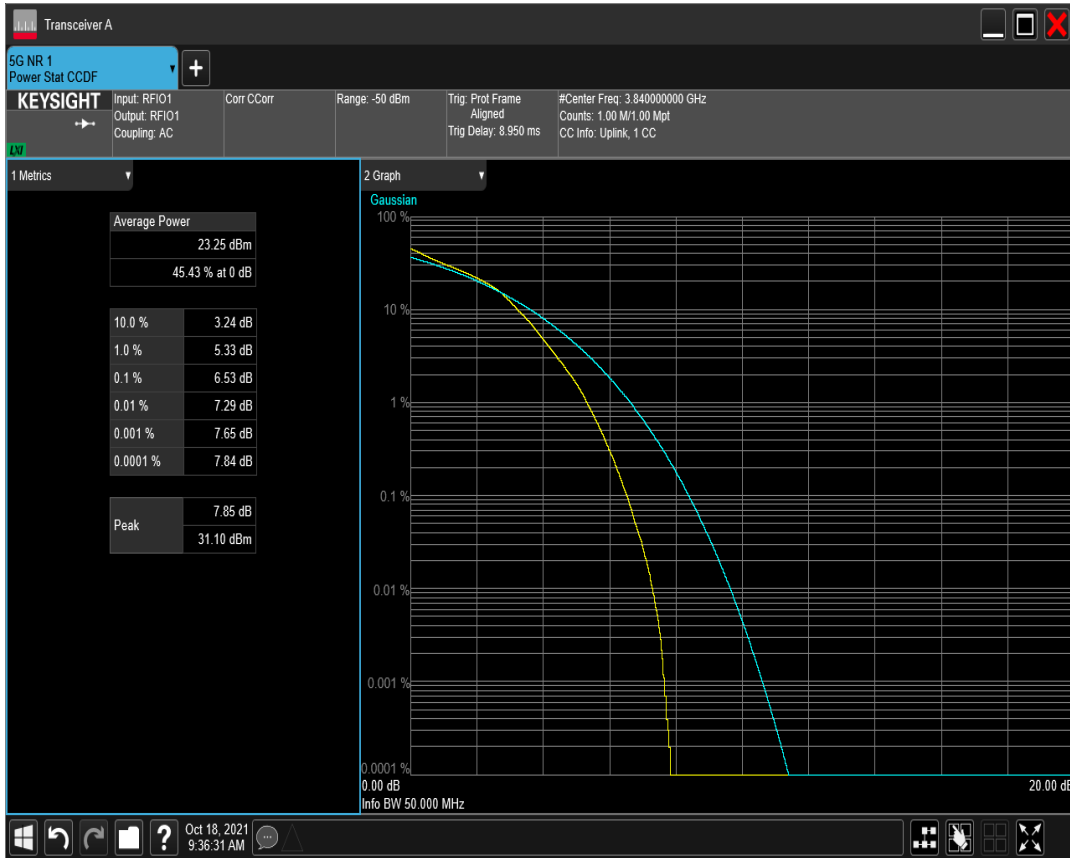 Transceiver A
5G NR 1
Power Stat CCDF
KEYSIGHT
LXI
Input: RFIO1
Output: RFIO1
Coupling: AC
Corr CCorr
Range: -50 dBm
Trig: Prot Frame
Aligned
Trig Delay: 8.950 ms
#Center Freq: 3.840000000 GHz
Counts: 1.00 M/1.00 Mpt
CC Info: Uplink, 1 CC
1 Metrics
Average Power
23.25 dBm
45.43 % at 0 dB
10.0 % 3.24 dB
1.0 % 5.33 dB
0.1 % 6.53 dB
0.01 % 7.29 dB
0.001 % 7.65 dB
0.0001 % 7.84 dB
Peak 7.85 dB
31.10 dBm
2 Graph
Gaussian
100 %
10 %
1 %
0.1 %
0.01 %
0.001 %
0.0001 %
0.00 dB 20.00 dB
Info BW 50.000 MHz
? Oct 18, 2021
9:36:31 AM